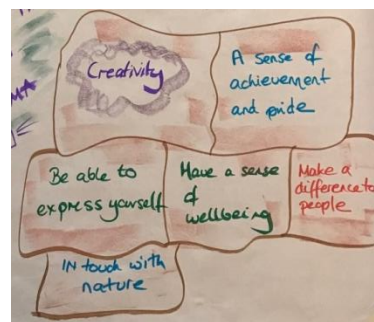 Creativity
A sense of
achievement
and pride
Be able to
express yourself
Have a sense
of
wellbeing
Make a
difference to
people
IN touch with
nature